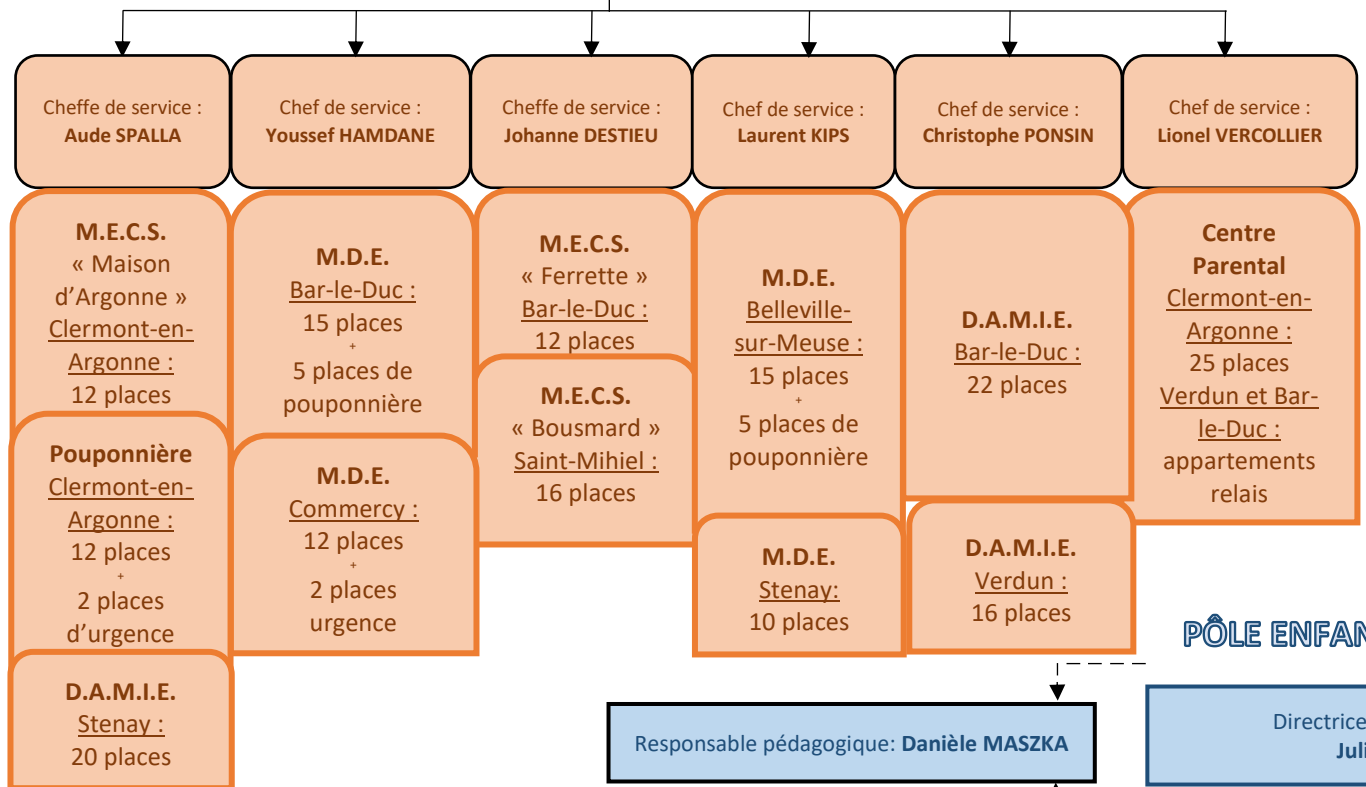 Cheffe de service :
Aude SPALLA
Chef de service :
Youssef HAMDANE
Cheffe de service :
Johanne DESTIEU
Chef de service :
Laurent KIPS
Chef de service :
Christophe PONSIN
Chef de service :
Lionel VERCOLLIER
M.E.C.S.
« Maison
d’Argonne »
Clermont-en-
Argonne :
12 places
Pouponnière
Clermont-en-
Argonne :
12 places
+
2 places
d’urgence
D.A.M.I.E.
Stenay :
20 places
M.D.E.
Bar-le-Duc :
15 places
+
5 places de
pouponnière
M.D.E.
Commercy :
12 places
+
2 places
urgence
M.E.C.S.
« Ferrette »
Bar-le-Duc :
12 places
M.E.C.S.
« Bousmard »
Saint-Mihiel :
16 places
M.D.E.
Belleville-
sur-Meuse :
15 places
+
5 places de
pouponnière
M.D.E.
Stenay:
10 places
D.A.M.I.E.
Bar-le-Duc :
22 places
D.A.M.I.E.
Verdun :
16 places
Centre
Parental
Clermont-en-
Argonne :
25 places
Verdun et Bar-
le-Duc :
appartements
relais
PÔLE ENFAN
Responsable pédagogique: Danièle MASZKA
Directrice
Juli